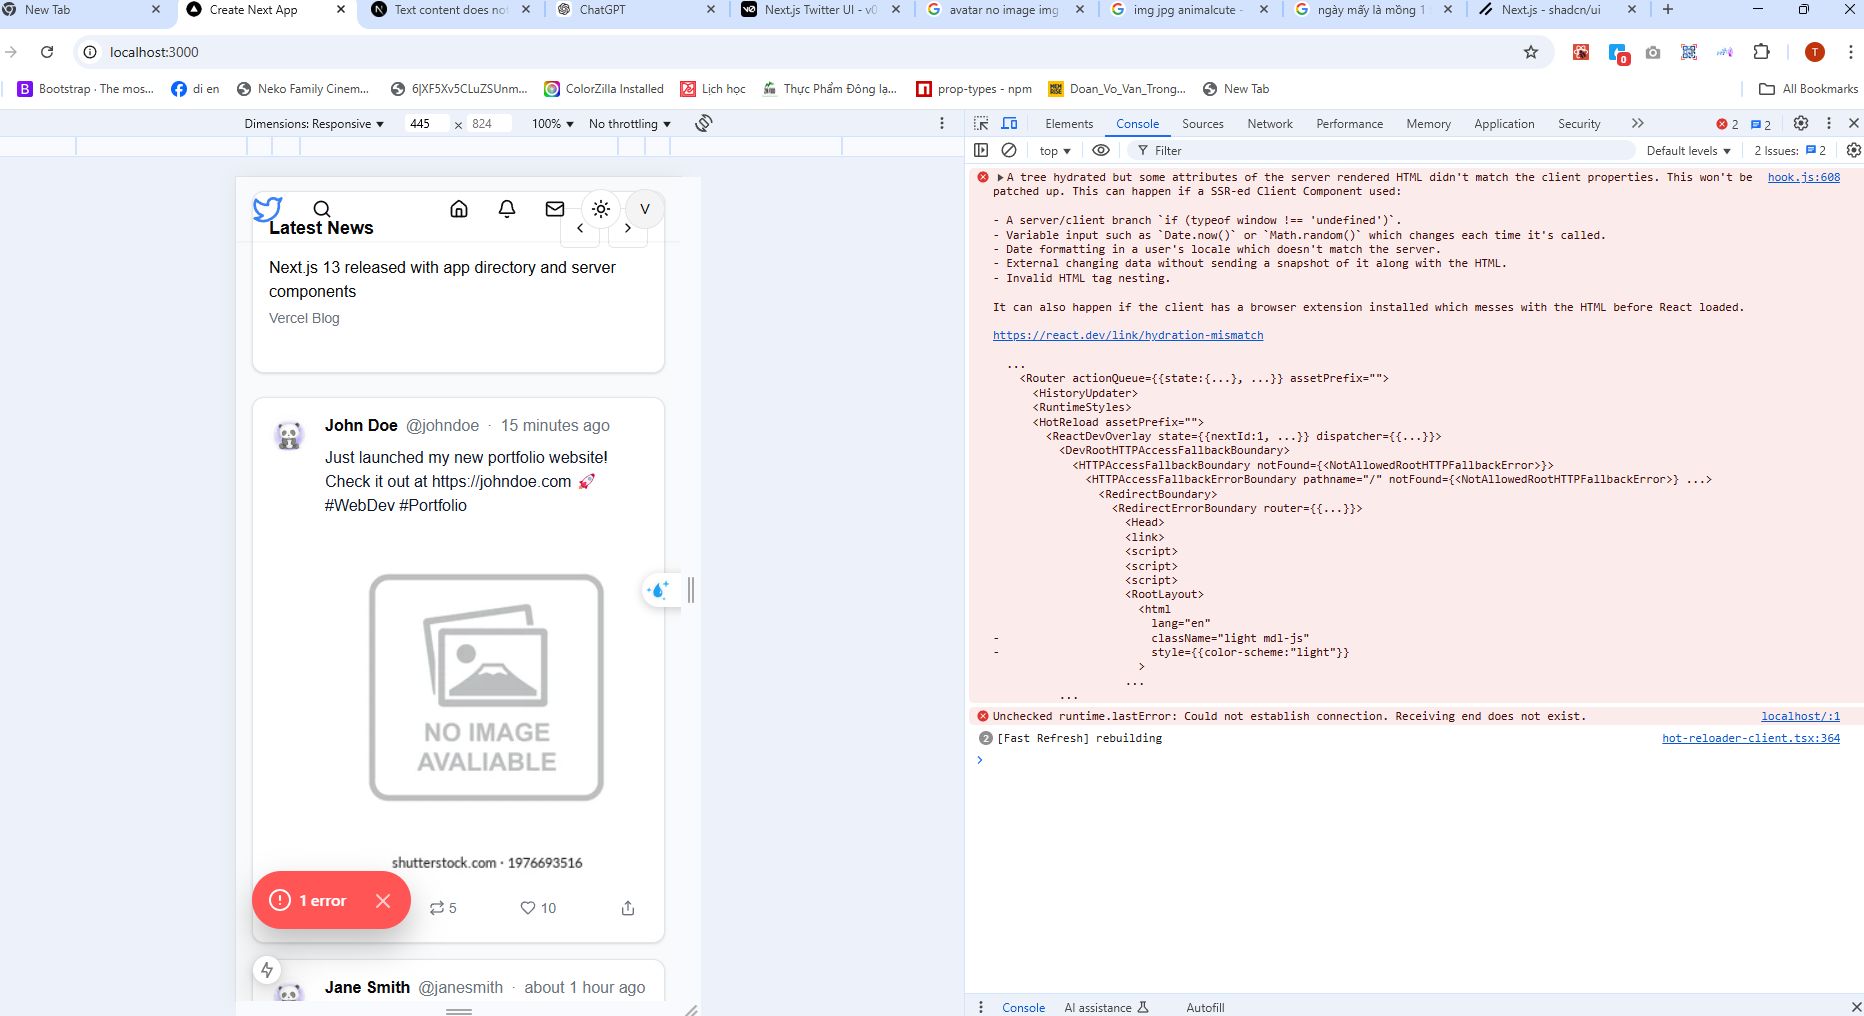 New Tab
Create Next App
Text content does not
ChatGPT
Next.js Twitter UI - v0
avatar no image img
img jpg animalcute -
ngày mấy là mồng 1
Next.js - shadcn/ui
localhost:3000
0
T
B Bootstrap · The mos...
di en
Neko Family Cinem...
6JXF5Xv5CLuZSUnm...
ColorZilla Installed
Lịch học
Thực Phẩm Đông lạ...
prop-types - npm
Doan_Vo_Van_Trong...
New Tab
All Bookmarks
Dimensions: Responsive 445 × 824 100% No throttling
Elements Console Sources Network Performance Memory Application Security 2 2
top Filter Default levels 2 Issues: 2
V
Latest News
Next.js 13 released with app directory and server
components
Vercel Blog
John Doe @johndoe · 15 minutes ago
Just launched my new portfolio website!
Check it out at https://johndoe.com 🚀
#WebDev #Portfolio
NO IMAGE
AVALIABLE
shutterstock.com · 1976693516
1 error
5
10
Jane Smith @janesmith · about 1 hour ago
A tree hydrated but some attributes of the server rendered HTML didn't match the client properties. This won't be hook.js:608
patched up. This can happen if a SSR-ed Client Component used:
- A server/client branch `if (typeof window !== 'undefined')`.
- Variable input such as `Date.now()` or `Math.random()` which changes each time it's called.
- Date formatting in a user's locale which doesn't match the server.
- External changing data without sending a snapshot of it along with the HTML.
- Invalid HTML tag nesting.
It can also happen if the client has a browser extension installed which messes with the HTML before React loaded.
https://react.dev/link/hydration-mismatch
...
<Router actionQueue={{state:{...}, ...}} assetPrefix="">
<HistoryUpdater>
<RuntimeStyles>
<HotReload assetPrefix="">
<ReactDevOverlay state={{nextId:1, ...}} dispatcher={{...}}>
<DevRootHTTPAccessFallbackBoundary>
<HTTPAccessFallbackBoundary notFound={<NotAllowedRootHTTPFallbackError>}>
<HTTPAccessFallbackErrorBoundary pathname="/" notFound={<NotAllowedRootHTTPFallbackError>} ...>
<RedirectBoundary>
<RedirectErrorBoundary router={{...}}>
<Head>
<link>
<script>
<script>
<script>
<RootLayout>
<html
lang="en"
- className="light mdl-js"
- style={{color-scheme:"light"}}
>
...
...
Unchecked runtime.lastError: Could not establish connection. Receiving end does not exist. localhost/:1
2 [Fast Refresh] rebuilding hot-reloader-client.tsx:364
Console AI assistance Autofill